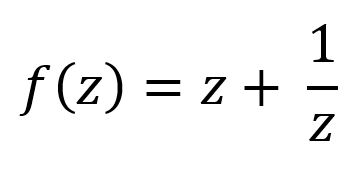 f(z) = z + 1/z